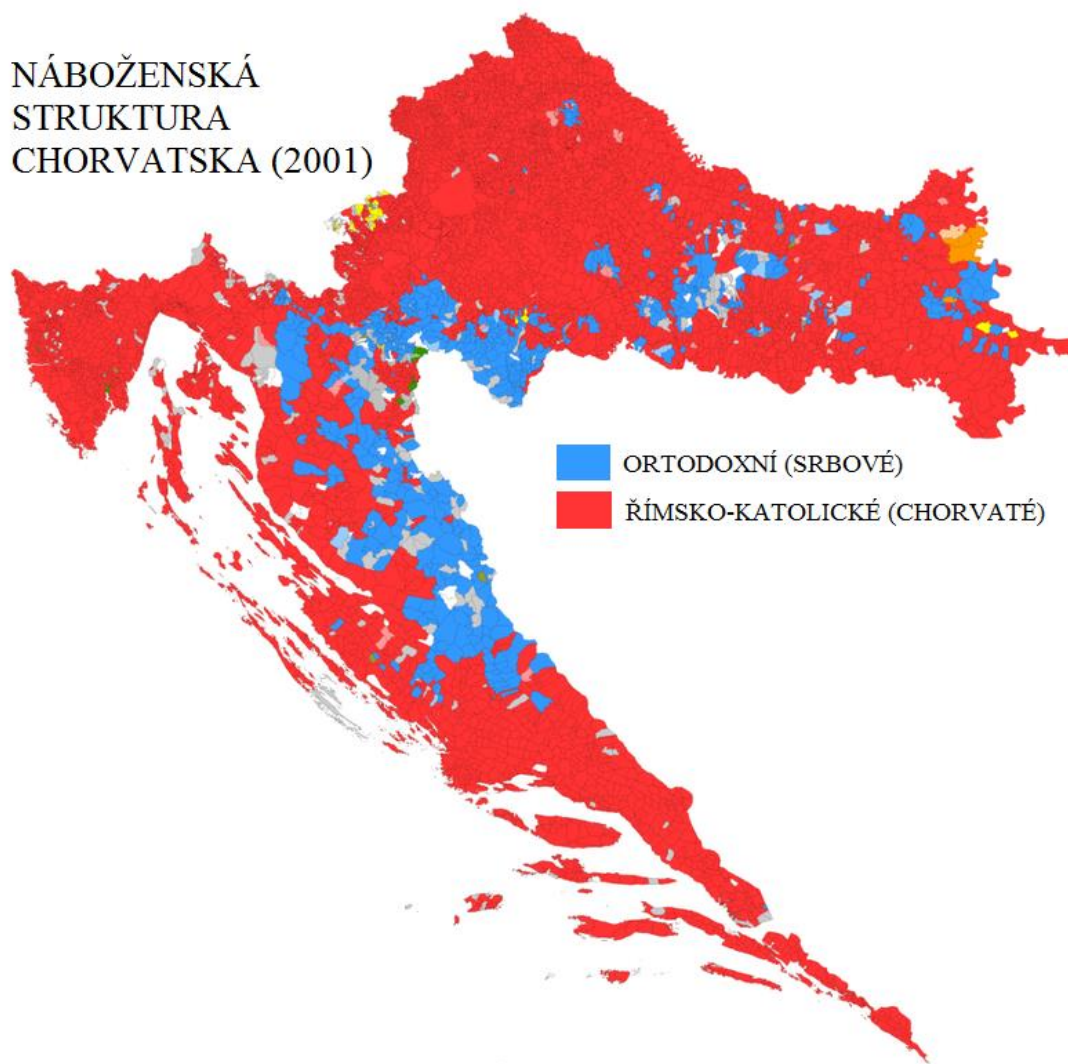 NÁBOŽENSKÁ
STRUKTURA
CHORVATSKA (2001)
ORTODOXNÍ (SRBOVÉ)
ŘÍMSKO-KATOLICKÉ (CHORVATÉ)